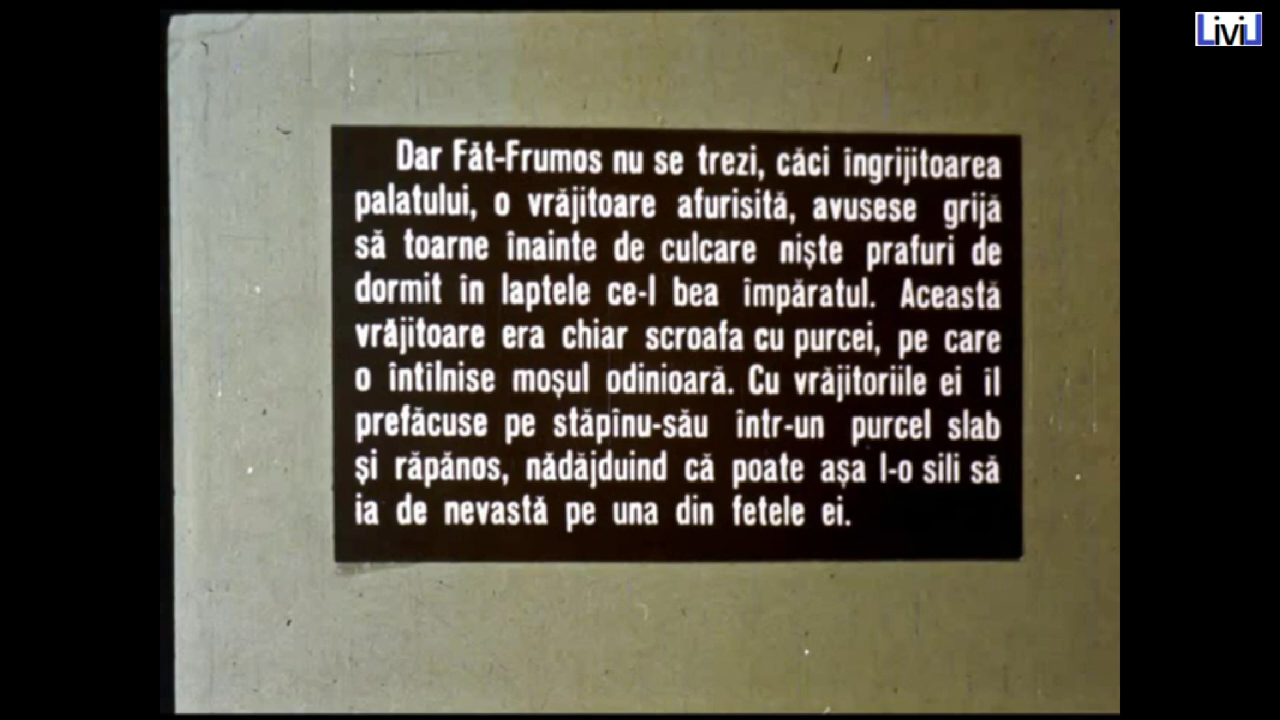 LiviU
Dar Făt-Frumos nu se trezi, căci îngrijitoarea
palatului, o vrăjitoare afurisită, avusese grijă
să toarne înainte de culcare niște prafuri de
dormit în laptele ce-l bea împăratul. Această
vrăjitoare era chiar scroafa cu purcei, pe care
o întîlnise moșul odinioară. Cu vrăjitoriile ei îl
prefăcuse pe stăpînu-său într-un purcel slab
și răpănos, nădăjduind că poate așa l-o sili să
ia de nevastă pe una din fetele ei.